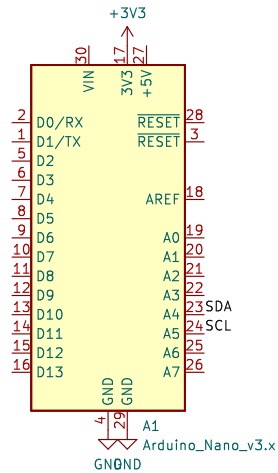 +3V3
30 17 27
VIN 3V3 +5V
2 D0/RX RESET 28
1 D1/TX RESET 3
5 D2
6 D3
7 D4 AREF 18
8 D5
9 D6 A0 19
10 D7 A1 20
11 D8 A2 21
12 D9 A3 22
13 D10 A4 23 SDA
14 D11 A5 24 SCL
15 D12 A6 25
16 D13 A7 26
GND GND
4 29
A1
Arduino_Nano_v3.x
GND GND